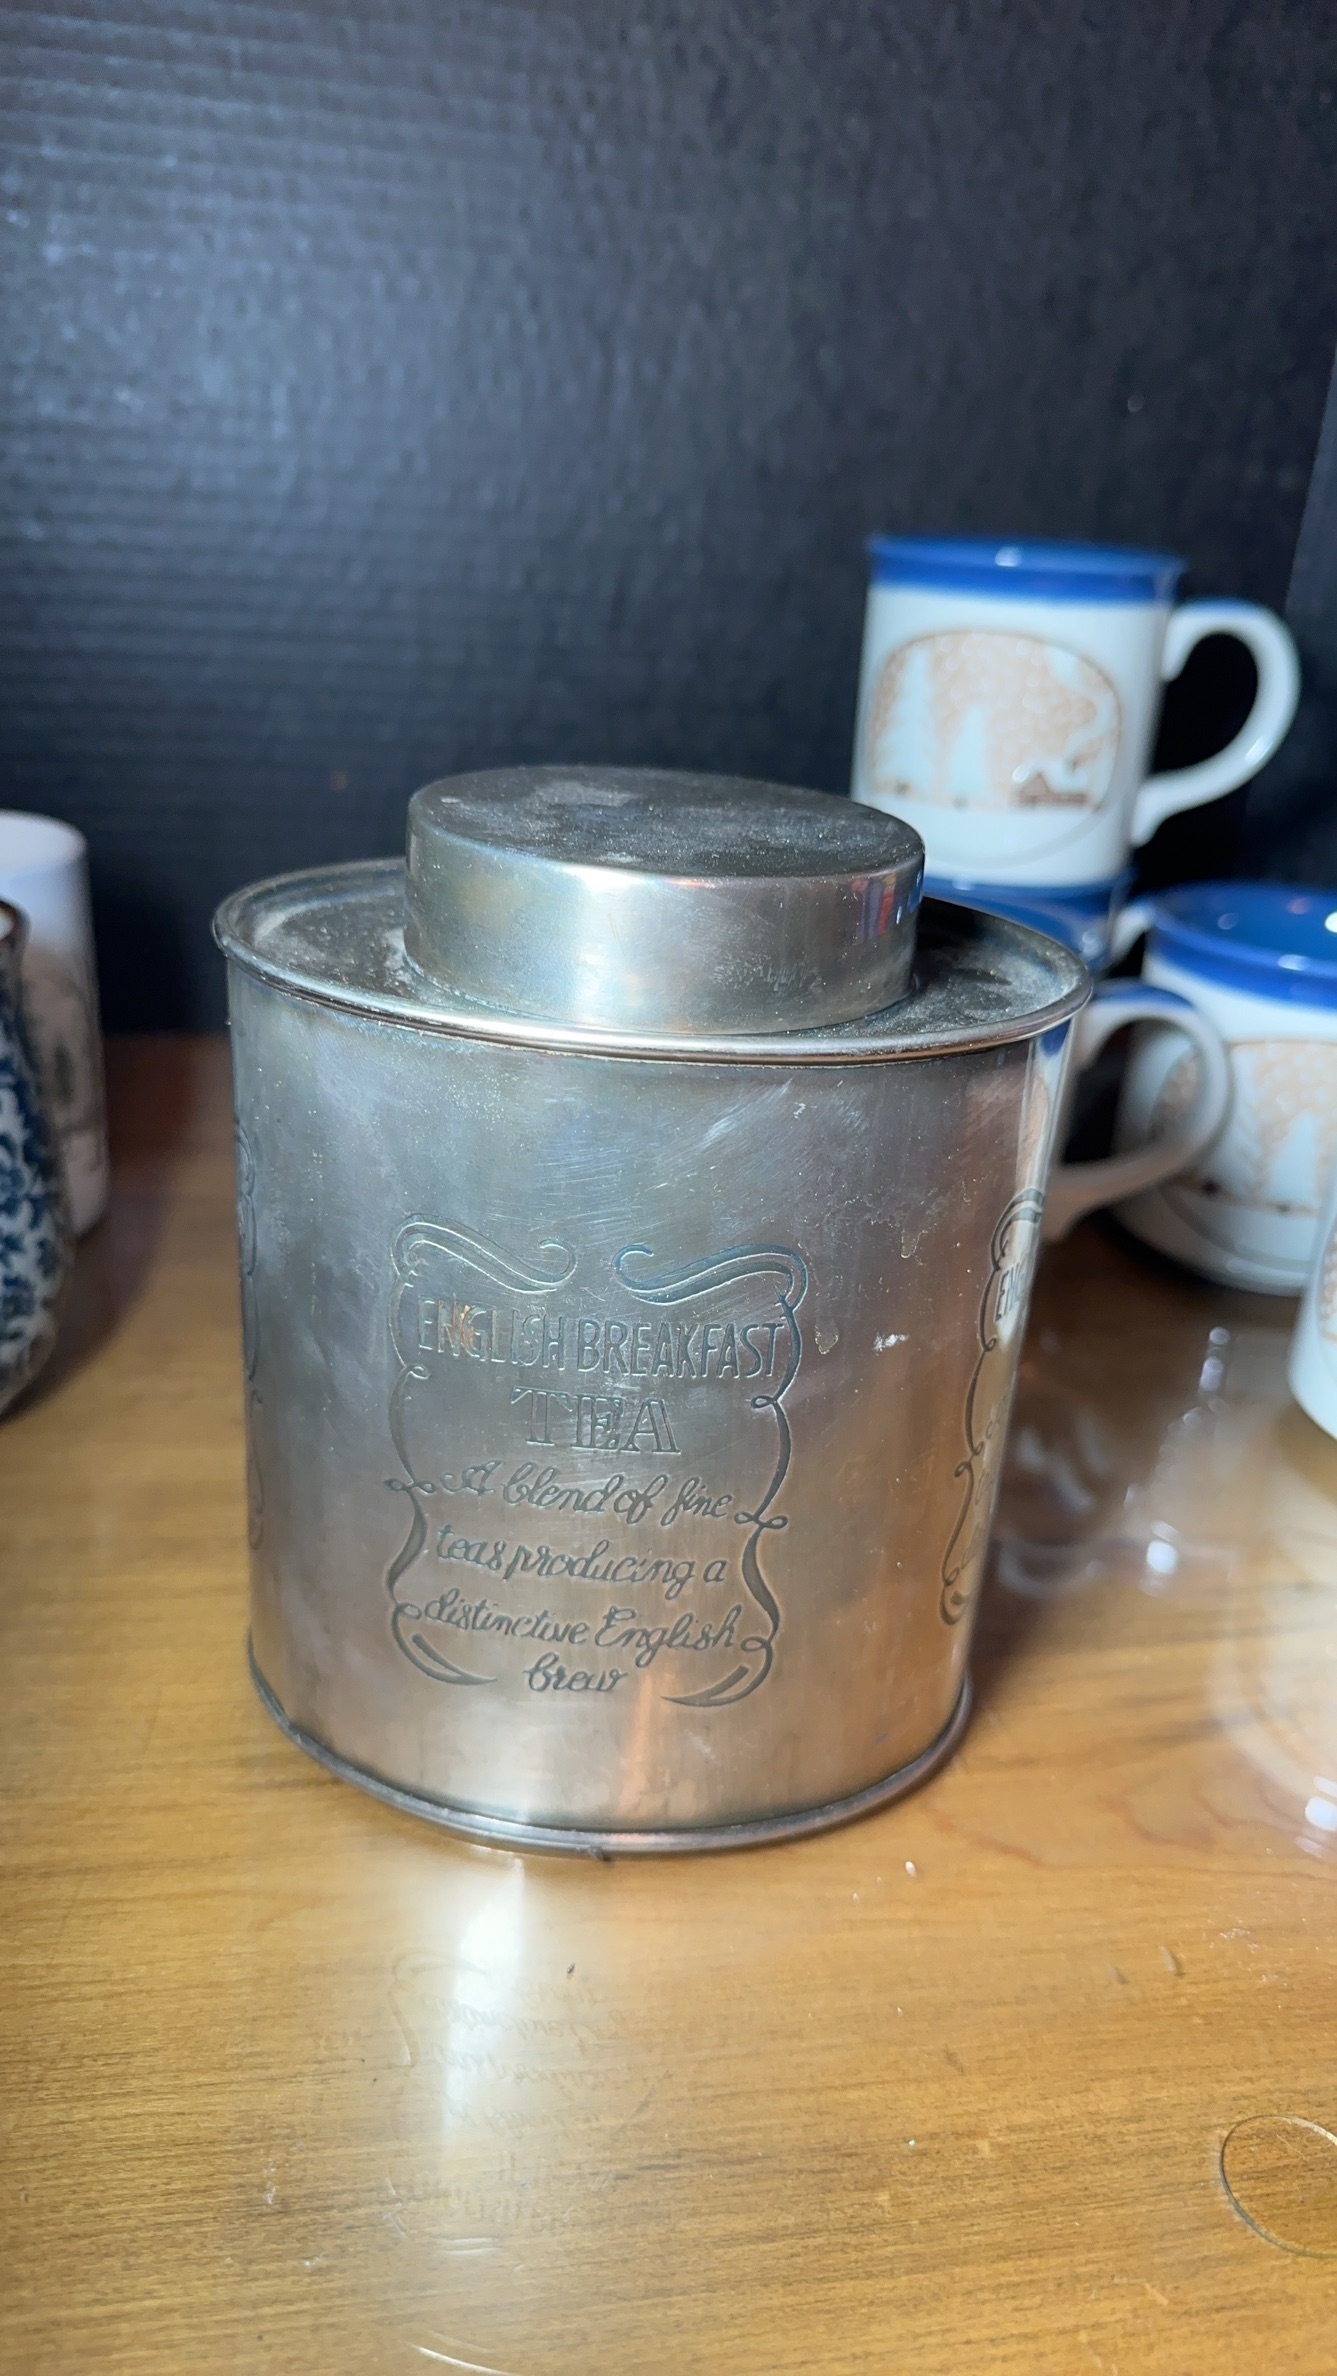 ENGLISH BREAKFAST
TEA
A blend of fine
teas producing a
distinctive English
brew